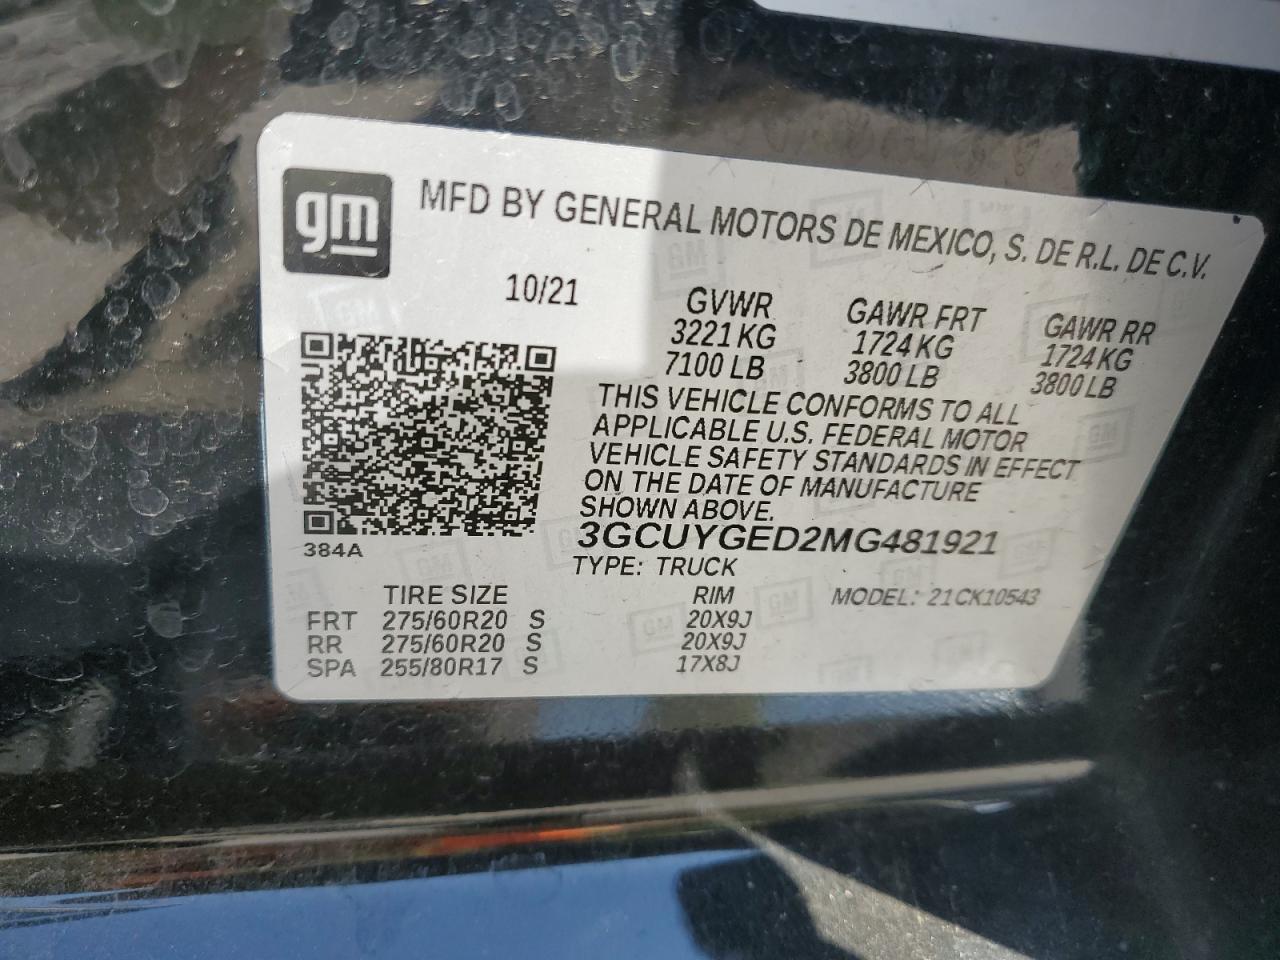 gm
MFD BY GENERAL MOTORS DE MEXICO, S. DE R.L. DE C.V.
10/21
GVWR GAWR FRT GAWR RR
3221 KG 1724 KG 1724 KG
7100 LB 3800 LB 3800 LB
THIS VEHICLE CONFORMS TO ALL
APPLICABLE U.S. FEDERAL MOTOR
VEHICLE SAFETY STANDARDS IN EFFECT
ON THE DATE OF MANUFACTURE
SHOWN ABOVE.
3GCUYGED2MG481921
384A
TYPE: TRUCK
TIRE SIZE RIM MODEL: 21CK10543
FRT 275/60R20 S 20X9J
RR 275/60R20 S 20X9J
SPA 255/80R17 S 17X8J